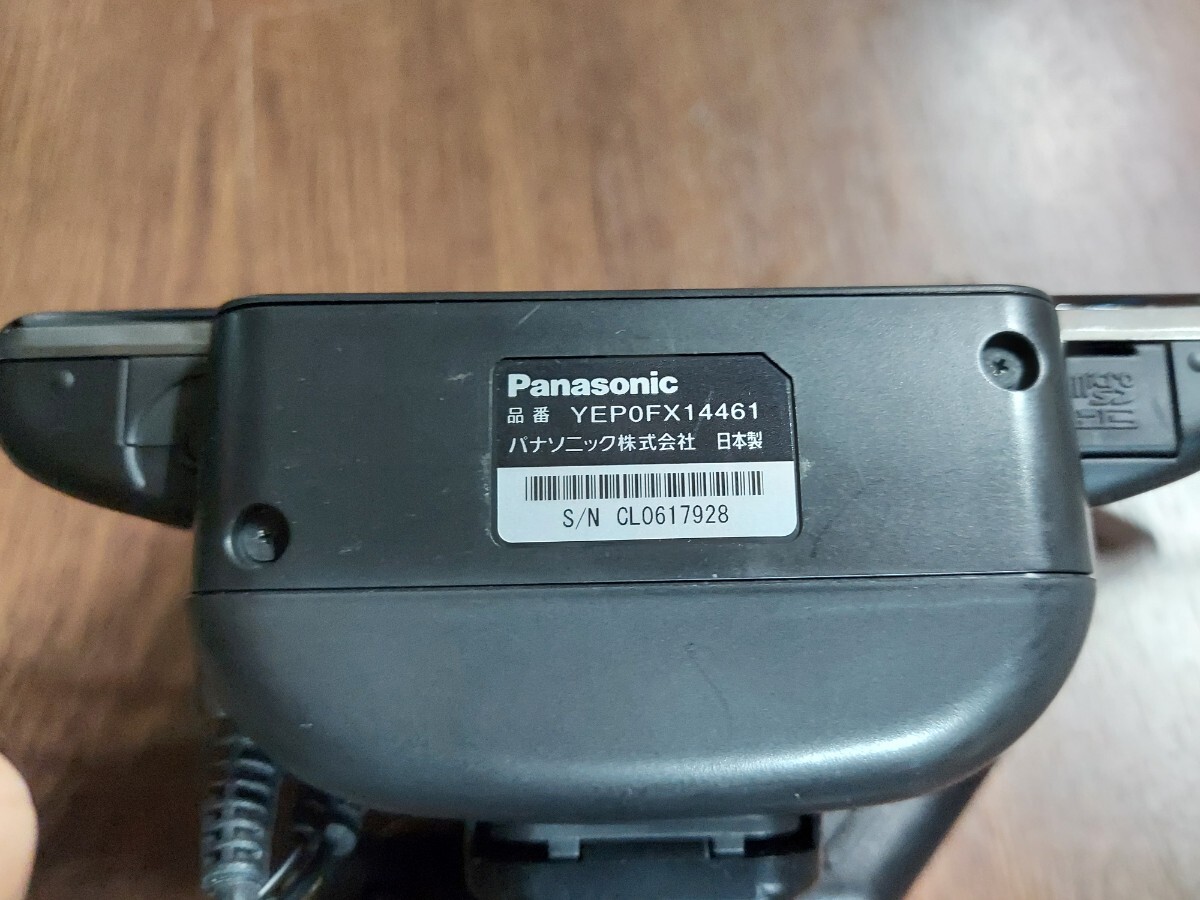 Panasonic
品番 YEP0FX14461
パナソニック株式会社 日本製
S/N CL0617928